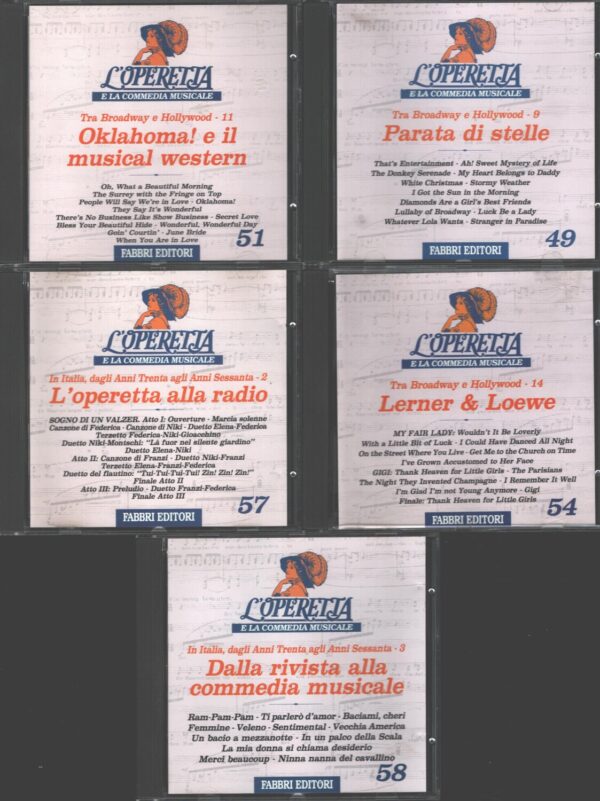 L'OPERETTA
E LA COMMEDIA MUSICALE
Tra Broadway e Hollywood - 11
Oklahoma! e il
musical western
Oh, What a Beautiful Morning
The Surrey with the Fringe on Top
People Will Say We're in Love - Oklahoma!
They Say It's Wonderful
There's No Business Like Show Business - Secret Love
Bless Your Beautiful Hide - Wonderful, Wonderful Day
Goin' Courtin' - June Bride
When You Are in Love
51
FABBRI EDITORI
L'OPERETTA
E LA COMMEDIA MUSICALE
Tra Broadway e Hollywood - 9
Parata di stelle
That's Entertainment - Ah! Sweet Mystery of Life
The Donkey Serenade - My Heart Belongs to Daddy
White Christmas - Stormy Weather
I Got the Sun in the Morning
Diamonds Are a Girl's Best Friends
Lullaby of Broadway - Luck Be a Lady
Whatever Lola Wants - Stranger in Paradise
49
FABBRI EDITORI
L'OPERETTA
E LA COMMEDIA MUSICALE
In Italia, dagli Anni Trenta agli Anni Sessanta - 2
L'operetta alla radio
SOGNO DI UN VALZER. Atto I: Ouverture - Marcia solenne
Canzone di Federica - Canzone di Niki - Duetto Elena-Federica
Terzetto Federica-Niki-Gioacchino
Duetto Niki-Montschi: "Là fuor nel silente giardino"
Duetto Elena-Niki
Atto II: Canzone di Franzi - Duetto Niki-Franzi
Terzetto Elena-Franzi-Federica
Duetto del flautino: "Tui-Tui-Tui-Tui! Zin! Zin! Zin!"
Finale Atto II
Atto III: Preludio - Duetto Franzi-Federica
Finale Atto III
57
FABBRI EDITORI
L'OPERETTA
E LA COMMEDIA MUSICALE
Tra Broadway e Hollywood - 14
Lerner & Loewe
MY FAIR LADY: Wouldn't It Be Loverly
With a Little Bit of Luck - I Could Have Danced All Night
On the Street Where You Live - Get Me to the Church on Time
I've Grown Accustomed to Her Face
GIGI: Thank Heaven for Little Girls - The Parisians
The Night They Invented Champagne - I Remember It Well
I'm Glad I'm not Young Anymore - Gigi
Finale: Thank Heaven for Little Girls
54
FABBRI EDITORI
L'OPERETTA
E LA COMMEDIA MUSICALE
In Italia, dagli Anni Trenta agli Anni Sessanta - 3
Dalla rivista alla
commedia musicale
Ram-Pam-Pam - Ti parlerò d'amor - Baciami, cheri
Femmine - Veleno - Sentimental - Vecchia America
Un bacio a mezzanotte - In un palco della Scala
La mia donna si chiama desiderio
Merci beaucoup - Ninna nanna del cavallino
58
FABBRI EDITORI